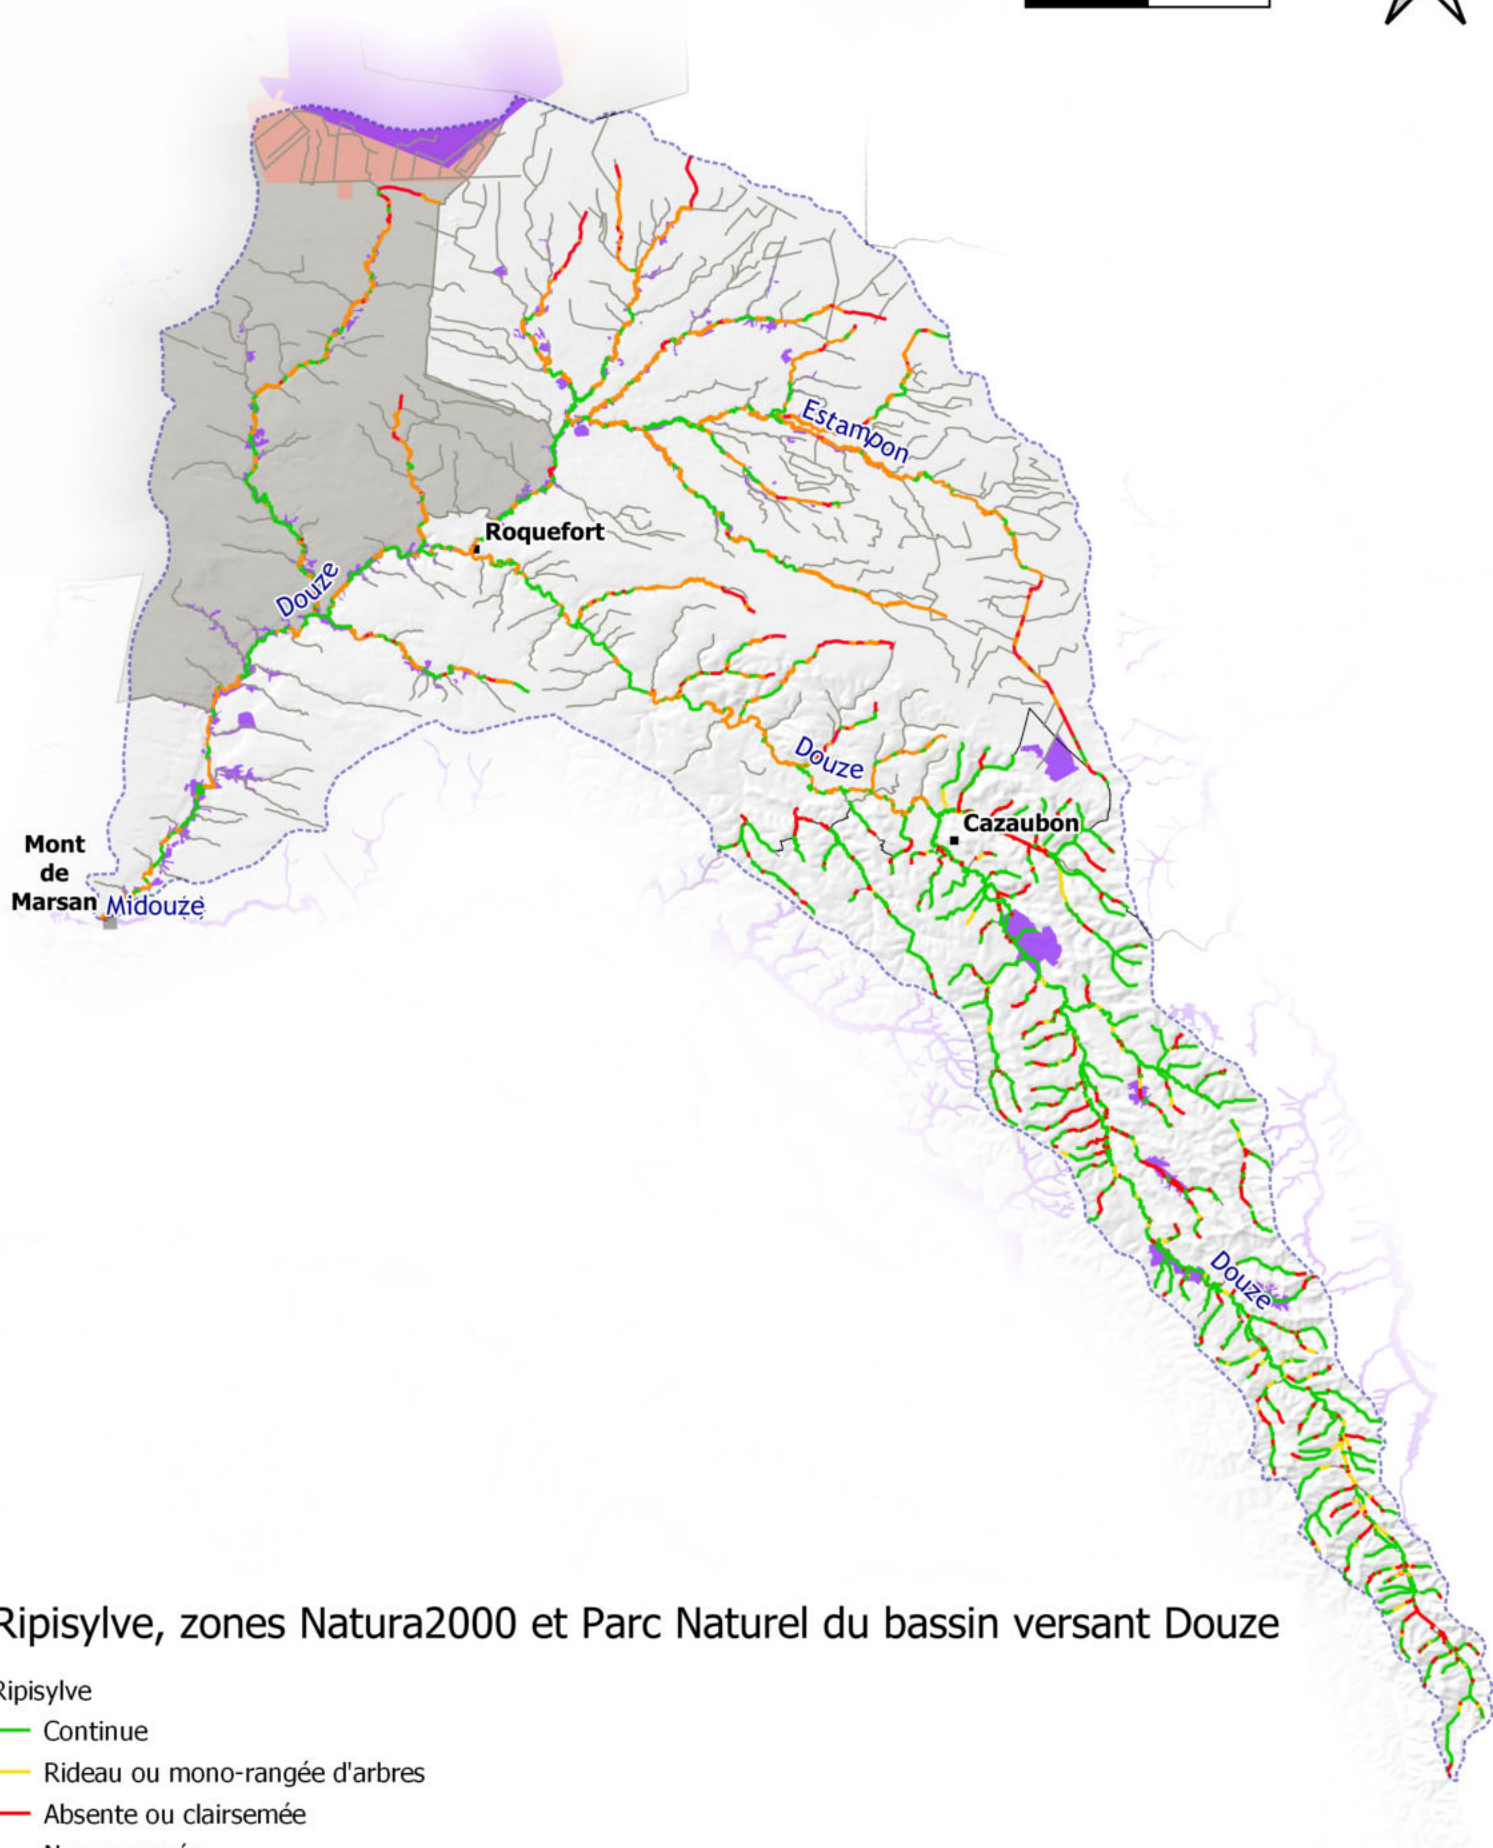 Estampon
Roquefort
Douze
Douze
Cazaubon
Mont
de
Marsan
Midouze
Douze
Ripisylve, zones Natura2000 et Parc Naturel du bassin versant Douze
Ripisylve
Continue
Rideau ou mono-rangée d'arbres
Absente ou clairsemée